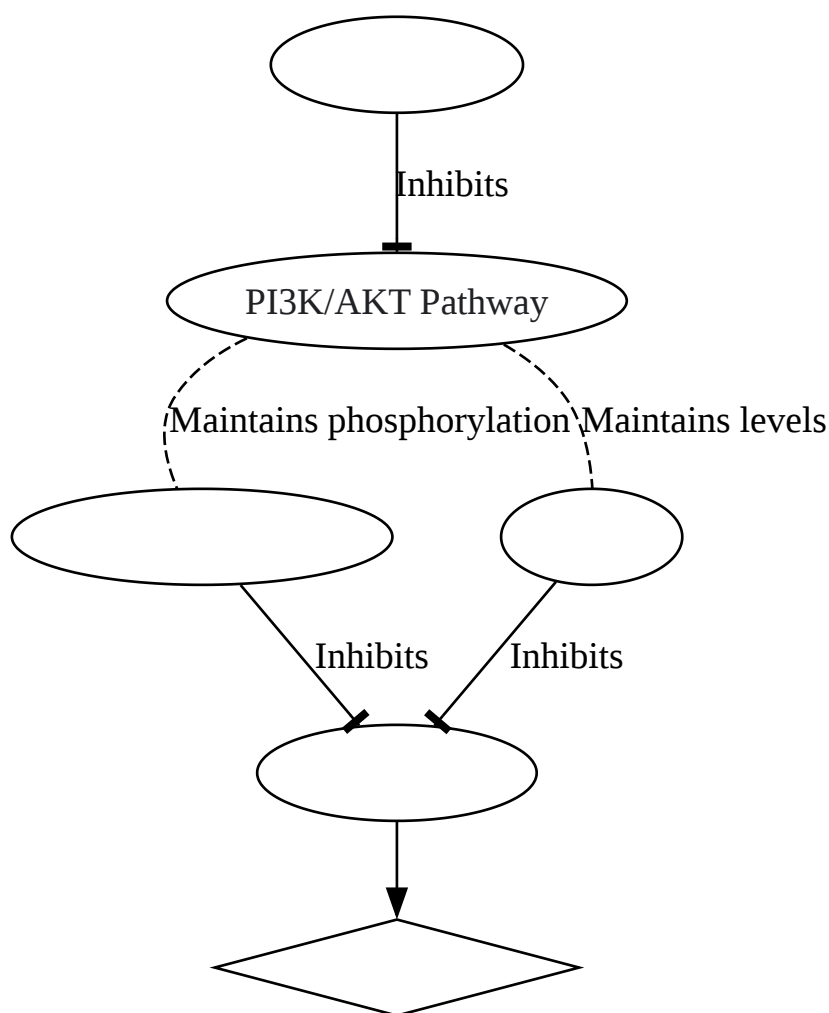 Inhibits
PI3K/AKT Pathway
Maintains phosphorylation
Maintains levels
Inhibits
Inhibits